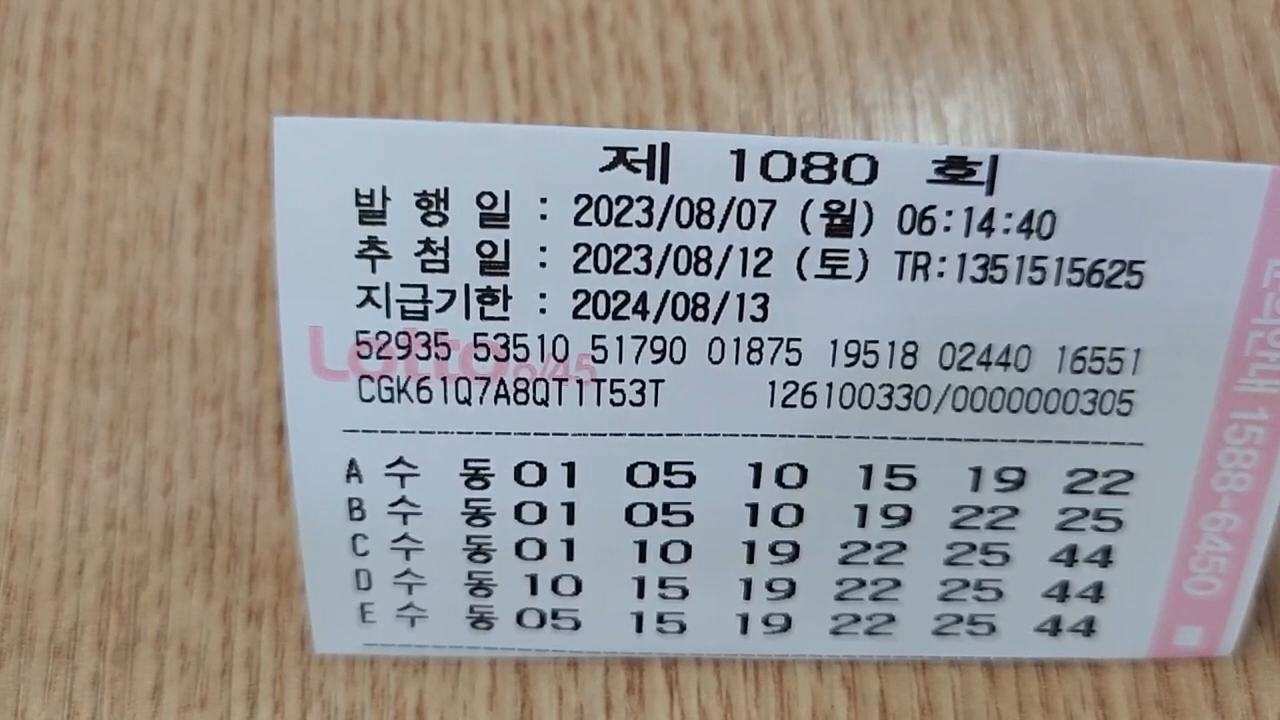 제 1080 회
발 행 일 : 2023/08/07 (월) 06:14:40
추 첨 일 : 2023/08/12 (토) TR:1351515625
지급기한 : 2024/08/13
52935 53510 51790 01875 19518 02440 16551
Lotto 6/45
CGK61Q7A8QT1T53T 126100330/0000000305
A 수 동 01 05 10 15 19 22
B 수 동 01 05 10 19 22 25
C 수 동 01 10 19 22 25 44
D 수 동 10 15 19 22 25 44
E 수 동 05 15 19 22 25 44
1588-6450